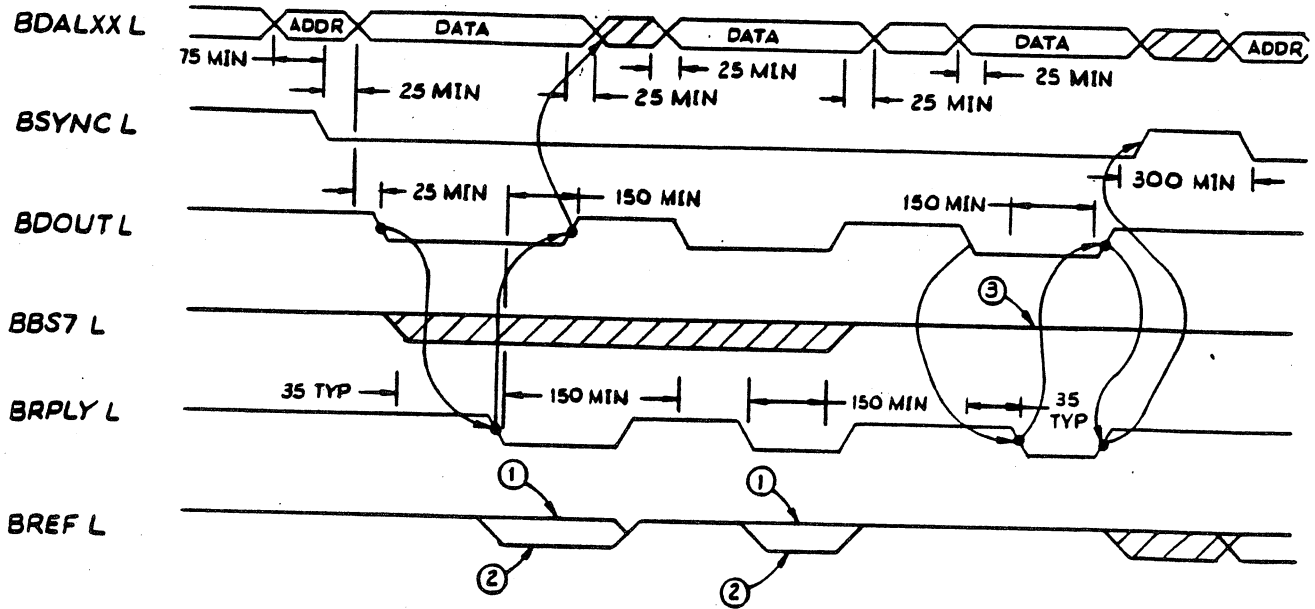 BDALXX L
ADDR
DATA
DATA
DATA
ADDR
75 MIN
25 MIN
25 MIN
25 MIN
25 MIN
25 MIN
BSYNC L
300 MIN
25 MIN
150 MIN
150 MIN
BDOUT L
3
BBS7 L
35 TYP
150 MIN
150 MIN
35
TYP
BRPLY L
1
1
BREF L
2
2